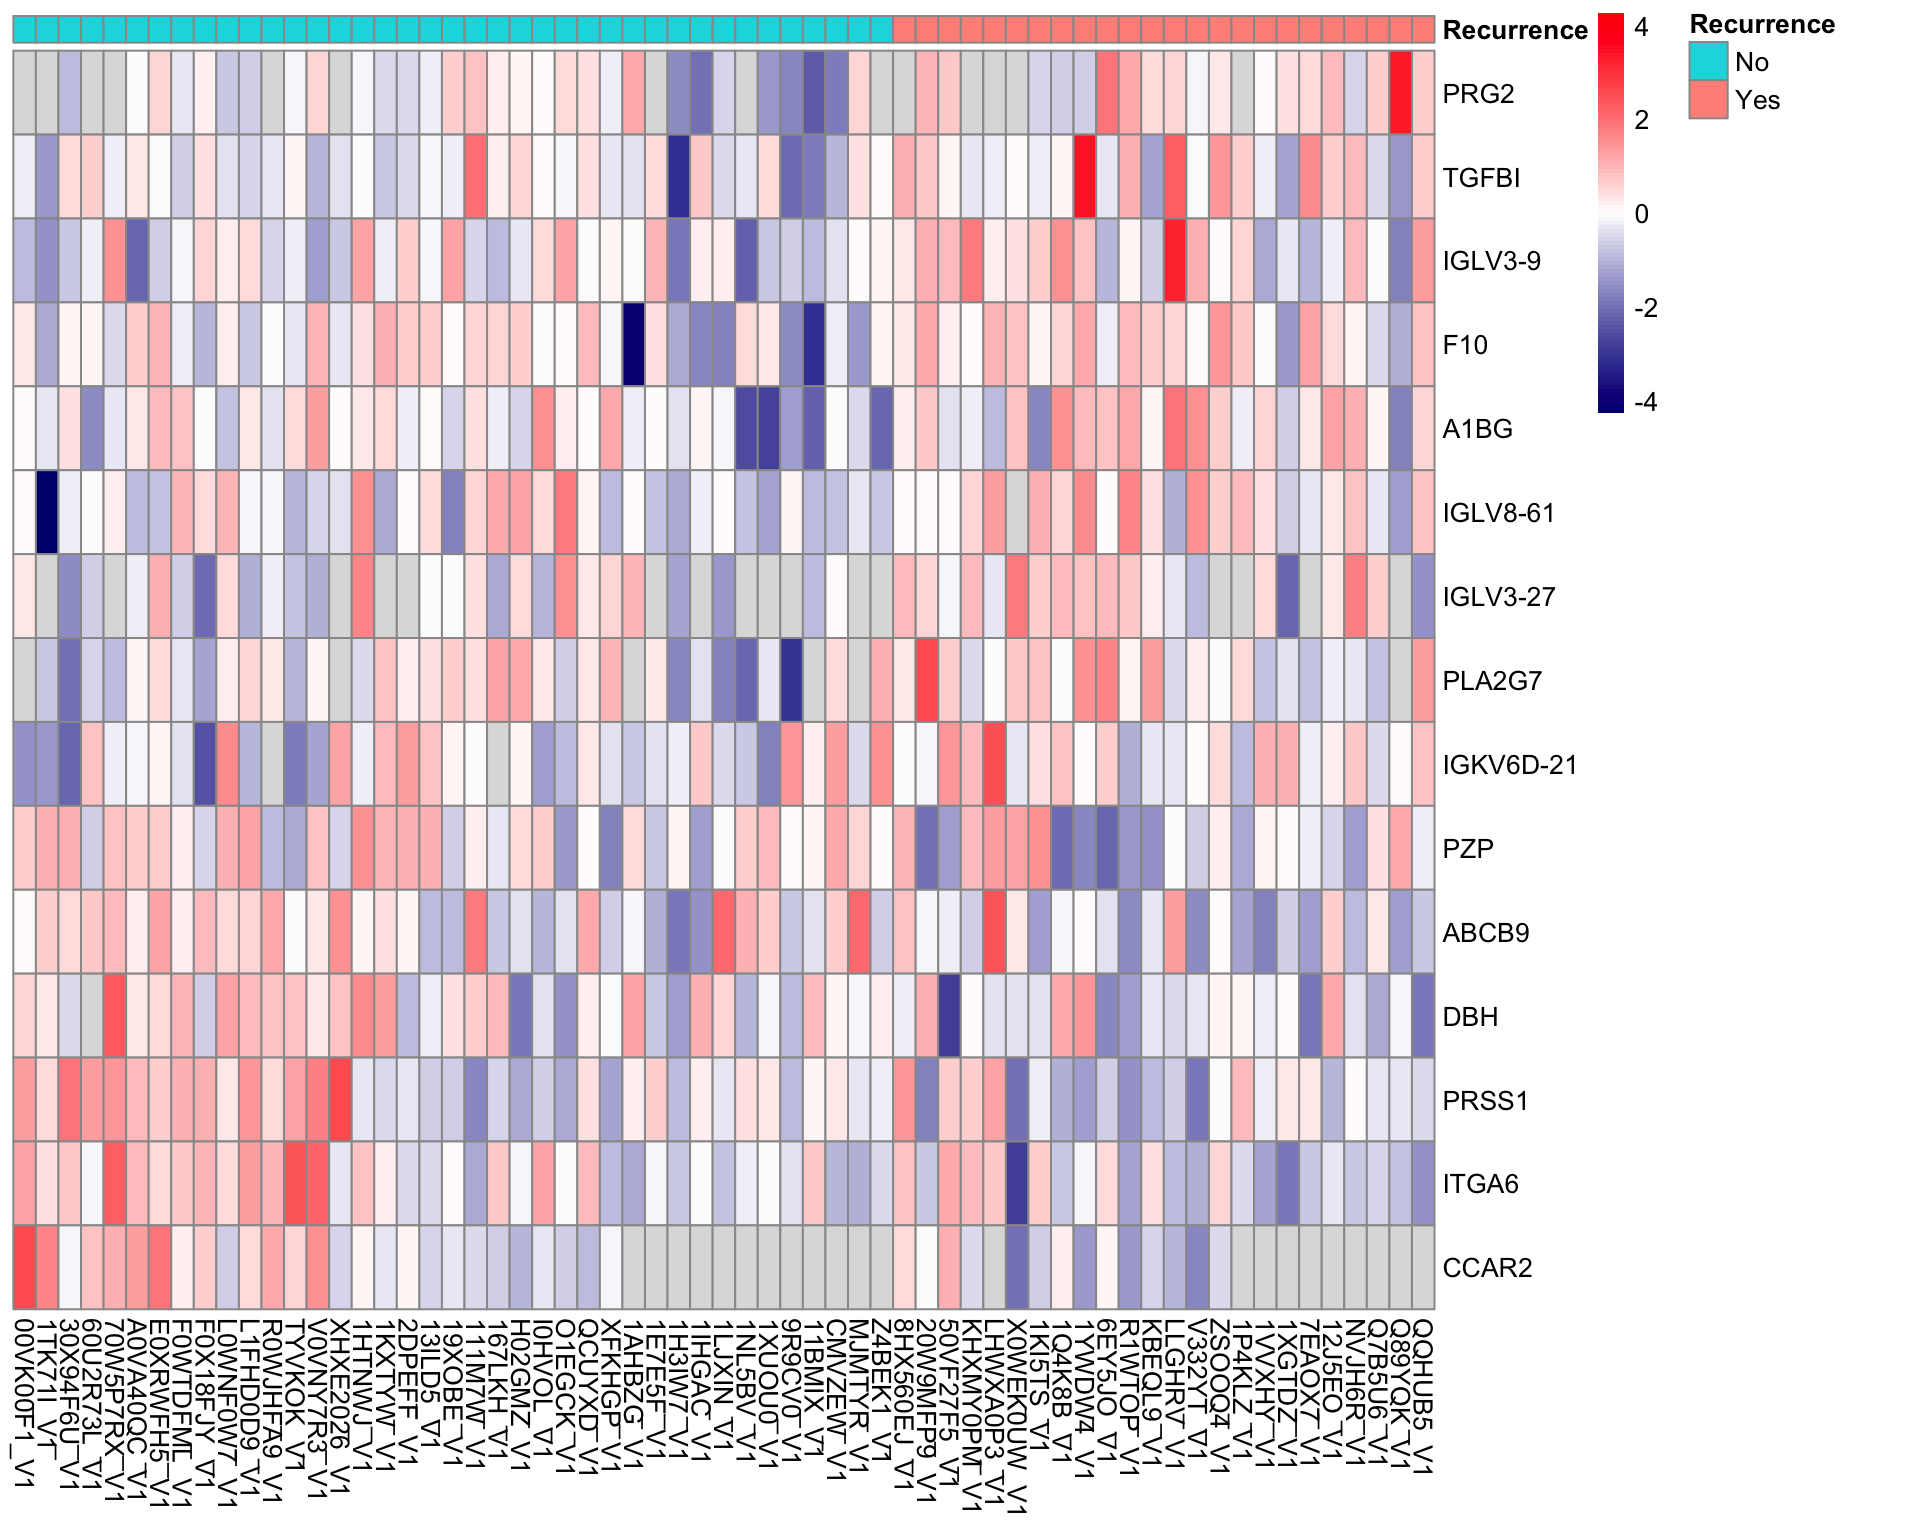 Recurrence
4
2
0
-2
-4
Recurrence
No
Yes
PRG2
TGFBI
IGLV3-9
F10
A1BG
IGLV8-61
IGLV3-27
PLA2G7
IGKV6D-21
PZP
ABCB9
DBH
PRSS1
ITGA6
CCAR2
00VK00F1_V1
1TK71I_V1
30X94F6U_V1
60U2R73L_V1
70W5P7RX_V1
A0VA40QC_V1
E0XRWFH5_V1
F0WTDFML_V1
F0X18FJY_V1
L0WNF0W7_V1
L1FHD0D9_V1
R0WJHFA9_V1
TYVKOK_V1
V0VNY7R3_V1
XHXE2026_V1
1HTNWJ_V1
1KXTYW_V1
2DPEFF_V1
13ILD5_V1
19XOBE_V1
111M7W_V1
167LKH_V1
H02GMZ_V1
I0HVOL_V1
O1EGCK_V1
QCUYXD_V1
XFKHGP_V1
1AHBZG_V1
1E7E5F_V1
1H3IW7_V1
1IHGAC_V1
1LJXIN_V1
1NL5BV_V1
1XUOU0_V1
9R9CV0_V1
11BMIX_V1
CMVZEW_V1
MJMTYR_V1
Z4BEK1_V1
8HX560EJ_V1
20W9MFP9_V1
50VF27F5_V1
KHXMY0PM_V1
LHWXA0P3_V1
X0WEK0UW_V1
1KI5TS_V1
1Q4K8B_V1
1YWDW4_V1
6EY5JO_V1
R1WTOP_V1
KBEQL9_V1
LLGHRV_V1
V332YT_V1
ZSOOQ4_V1
1P4KLZ_V1
1VVXHY_V1
1XGTDZ_V1
7EAOX7_V1
12J5EO_V1
NVJH6R_V1
Q7B5U6_V1
Q89YQK_V1
QQHUB5_V1